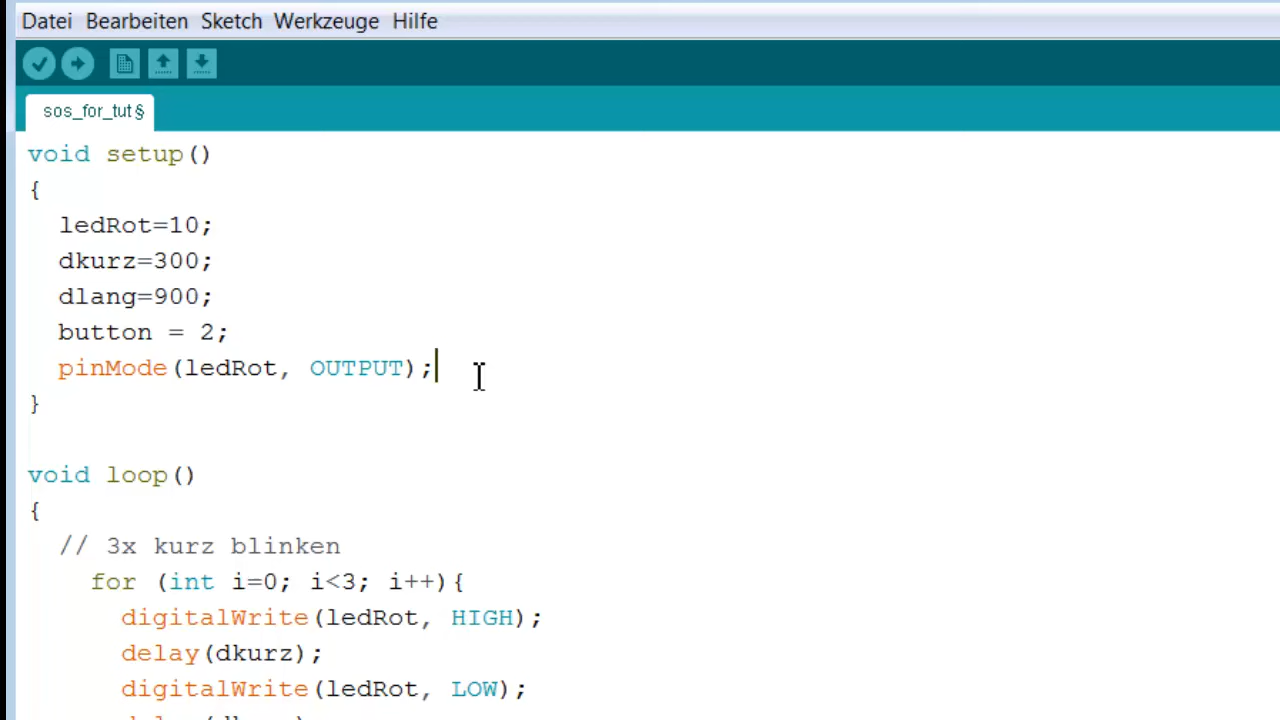 Datei Bearbeiten Sketch Werkzeuge Hilfe
sos_for_tut§
void setup()
{
ledRot=10;
dkurz=300;
dlang=900;
button = 2;
pinMode(ledRot, OUTPUT);
}
void loop()
{
// 3x kurz blinken
for (int i=0; i<3; i++){
digitalWrite(ledRot, HIGH);
delay(dkurz);
digitalWrite(ledRot, LOW);